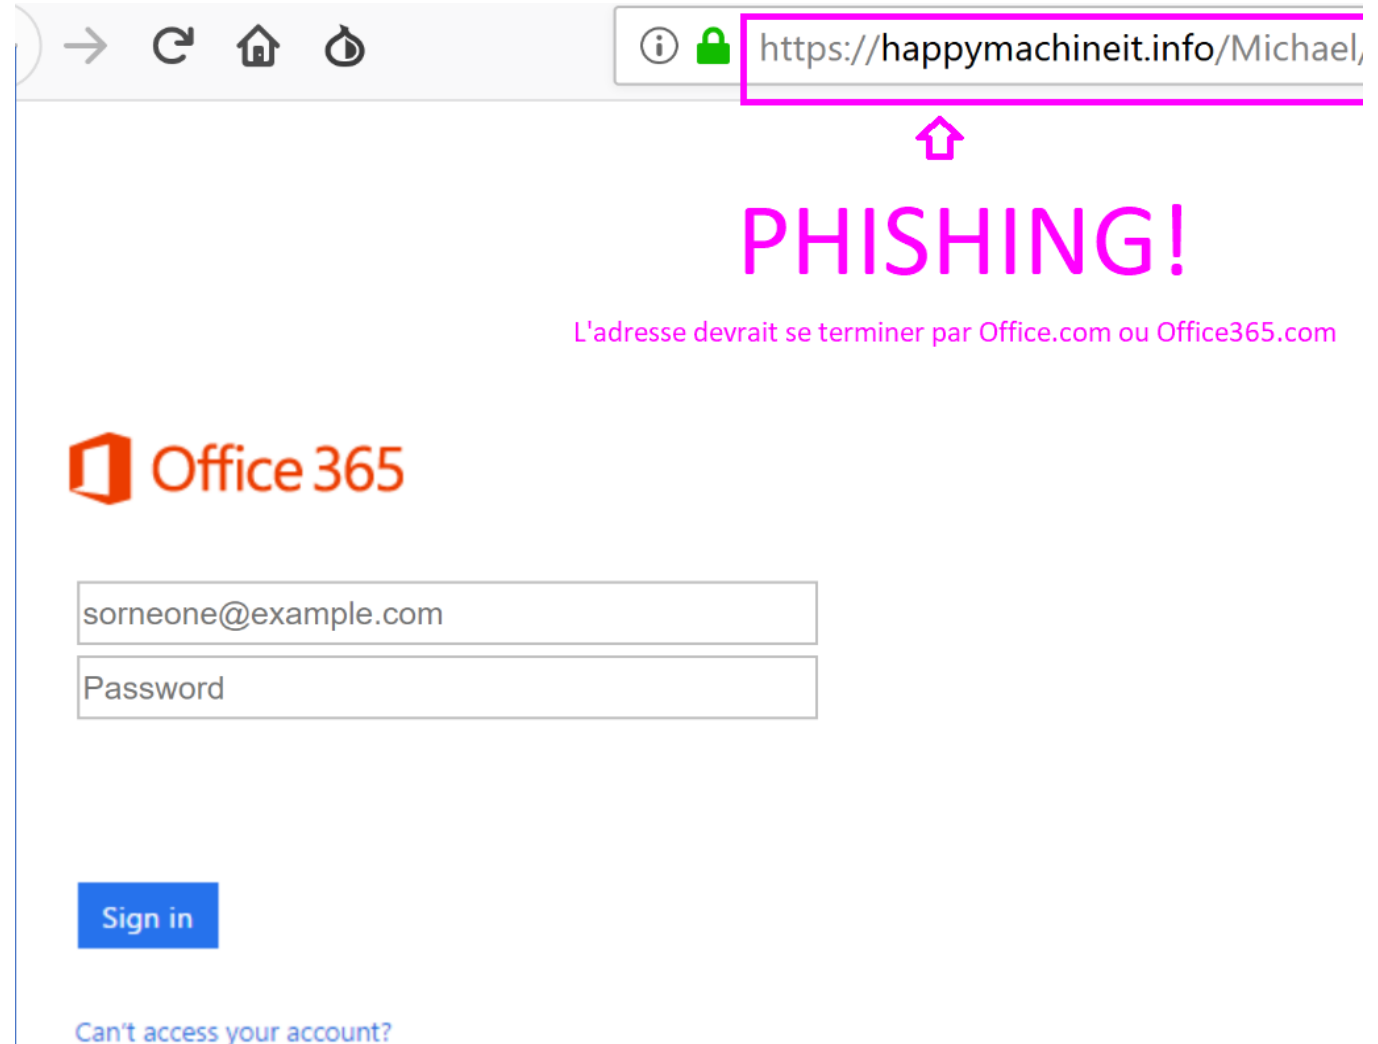 https://happymachineit.info/Michael/
PHISHING!
L'adresse devrait se terminer par Office.com ou Office365.com
Office 365
sorneone@example.com
Password
Sign in
Can't access your account?